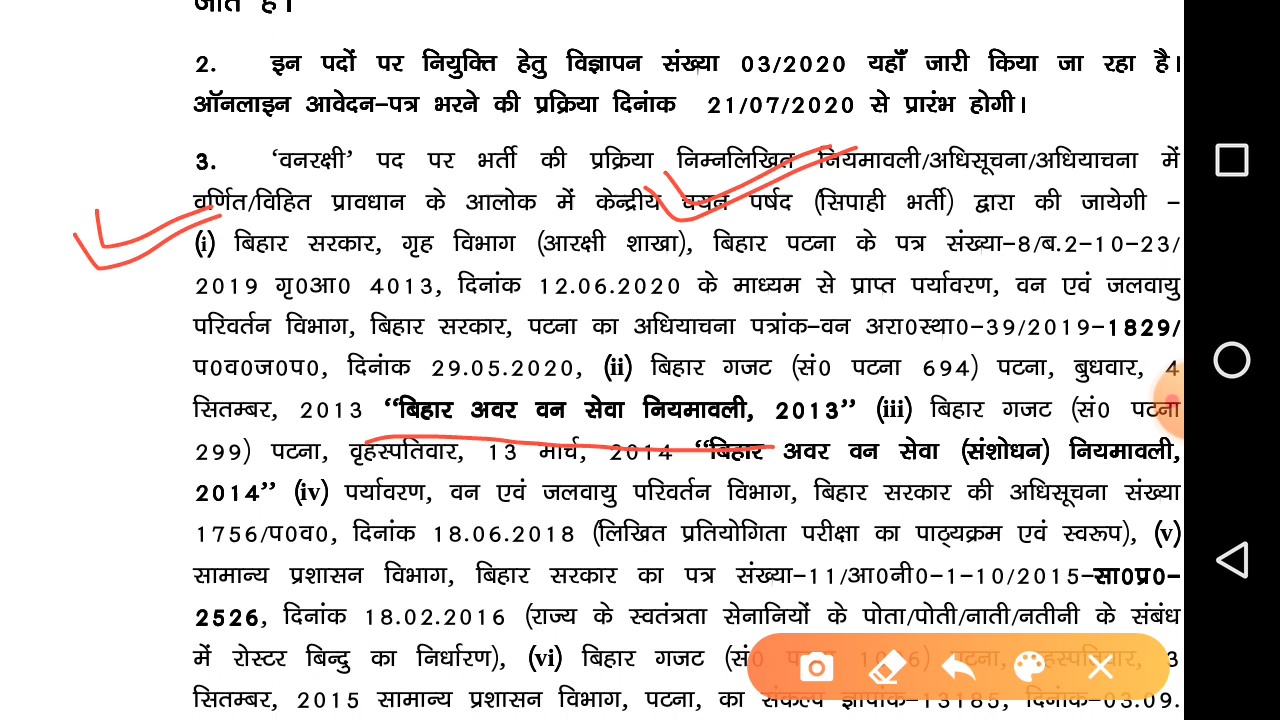 जाते हैं।
2. इन पदों पर नियुक्ति हेतु विज्ञापन संख्या 03/2020 यहाँ जारी किया जा रहा है।
ऑनलाइन आवेदन–पत्र भरने की प्रक्रिया दिनांक 21/07/2020 से प्रारंभ होगी।
3. 'वनरक्षी' पद पर भर्ती की प्रक्रिया निम्नलिखित नियमावली/अधिसूचना/अधियाचना में
वर्णित/विहित प्रावधान के आलोक में केन्द्रीय चयन पर्षद (सिपाही भर्ती) द्वारा की जायेगी –
(i) बिहार सरकार, गृह विभाग (आरक्षी शाखा), बिहार पटना के पत्र संख्या–8/ब.2–10–23/
2019 गृ0आ0 4013, दिनांक 12.06.2020 के माध्यम से प्राप्त पर्यावरण, वन एवं जलवायु
परिवर्तन विभाग, बिहार सरकार, पटना का अधियाचना पत्रांक–वन अरा0स्था0–39/2019–1829/
प0व0ज0प0, दिनांक 29.05.2020, (ii) बिहार गजट (सं0 पटना 694) पटना, बुधवार, 4
सितम्बर, 2013 “बिहार अवर वन सेवा नियमावली, 2013” (iii) बिहार गजट (सं0 पटना
299) पटना, वृहस्पतिवार, 13 मार्च, 2014 “बिहार अवर वन सेवा (संशोधन) नियमावली,
2014” (iv) पर्यावरण, वन एवं जलवायु परिवर्तन विभाग, बिहार सरकार की अधिसूचना संख्या
1756/प0व0, दिनांक 18.06.2018 (लिखित प्रतियोगिता परीक्षा का पाठ्यक्रम एवं स्वरूप), (v)
सामान्य प्रशासन विभाग, बिहार सरकार का पत्र संख्या–11/आ0नी0–1–10/2015–सा0प्र0–
2526, दिनांक 18.02.2016 (राज्य के स्वतंत्रता सेनानियों के पोता/पोती/नाती/नतीनी के संबंध
में रोस्टर बिन्दु का निर्धारण), (vi) बिहार गजट (सं0 पटना पटना, 3
सितम्बर, 2015 सामान्य प्रशासन विभाग, पटना, का संकल्प ज्ञापांक–13185, दिनांक–03.09.